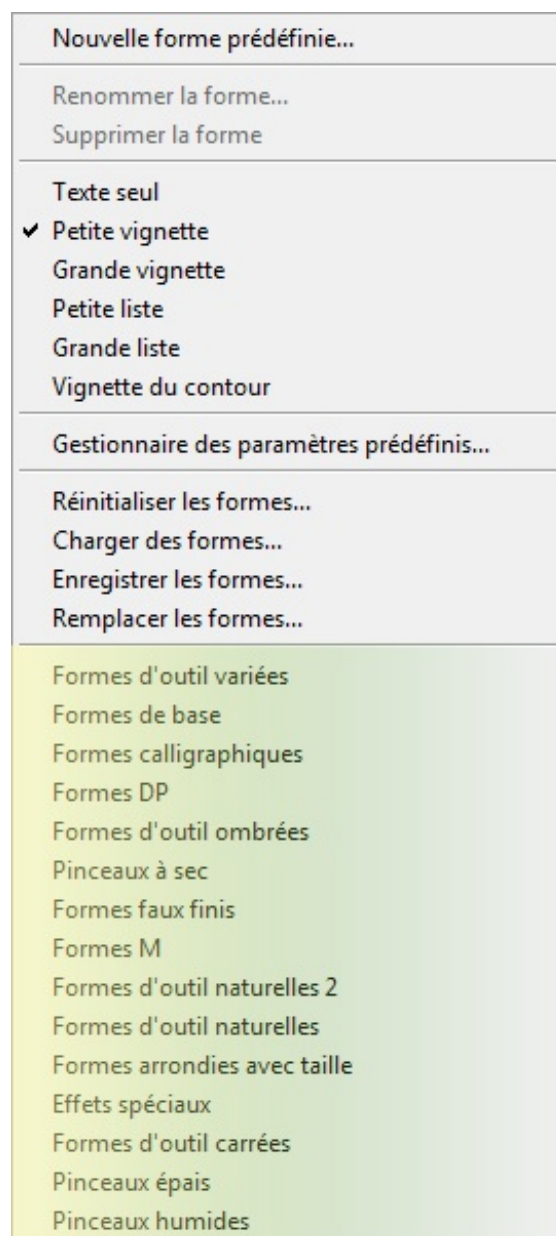 Nouvelle forme prédéfinie...
Renommer la forme...
Supprimer la forme
Texte seul
Petite vignette
Grande vignette
Petite liste
Grande liste
Vignette du contour
Gestionnaire des paramètres prédéfinis...
Réinitialiser les formes...
Charger des formes...
Enregistrer les formes...
Remplacer les formes...
Formes d'outil variées
Formes de base
Formes calligraphiques
Formes DP
Formes d'outil ombrées
Pinceaux à sec
Formes faux finis
Formes M
Formes d'outil naturelles 2
Formes d'outil naturelles
Formes arrondies avec taille
Effets spéciaux
Formes d'outil carrées
Pinceaux épais
Pinceaux humides